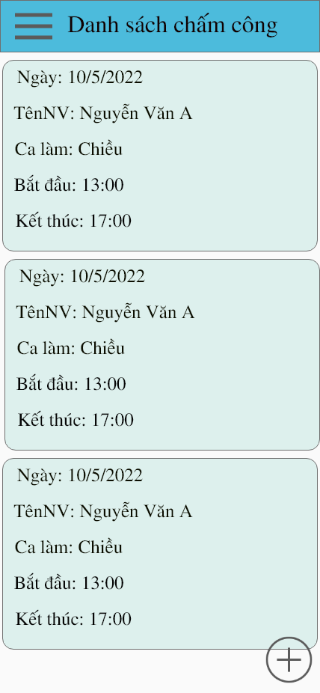 Danh sách chấm công
Ngày: 10/5/2022
TênNV: Nguyễn Văn A
Ca làm: Chiều
Bắt đầu: 13:00
Kết thúc: 17:00
Ngày: 10/5/2022
TênNV: Nguyễn Văn A
Ca làm: Chiều
Bắt đầu: 13:00
Kết thúc: 17:00
Ngày: 10/5/2022
TênNV: Nguyễn Văn A
Ca làm: Chiều
Bắt đầu: 13:00
Kết thúc: 17:00